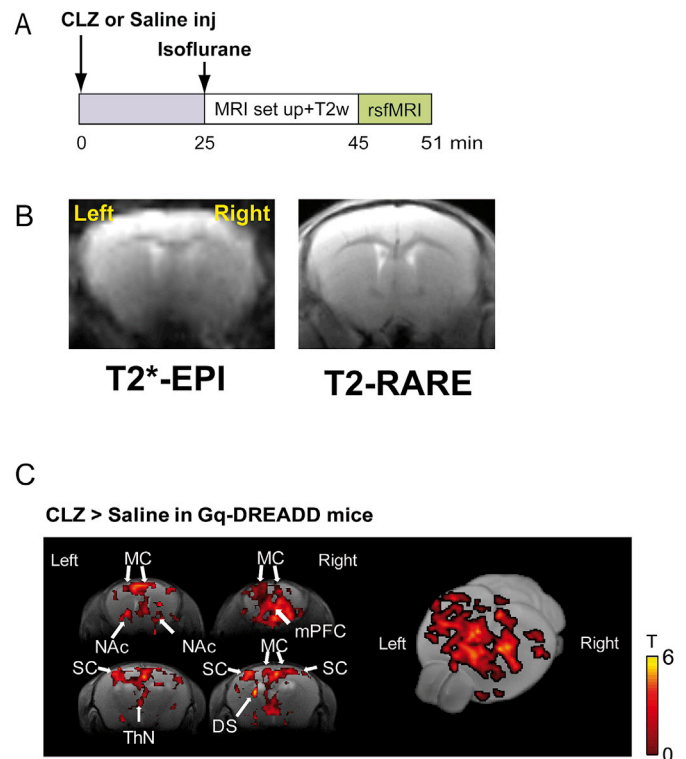 A
CLZ or Saline inj
Isoflurane
MRI set up+T2w
rsfMRI
0
25
45
51 min
B
Left
Right
T2*-EPI
T2-RARE
C
CLZ > Saline in Gq-DREADD mice
Left
MC
MC
Right
NAc
NAc
mPFC
SC
SC
MC
SC
ThN
DS
Left
Right
T
6
0